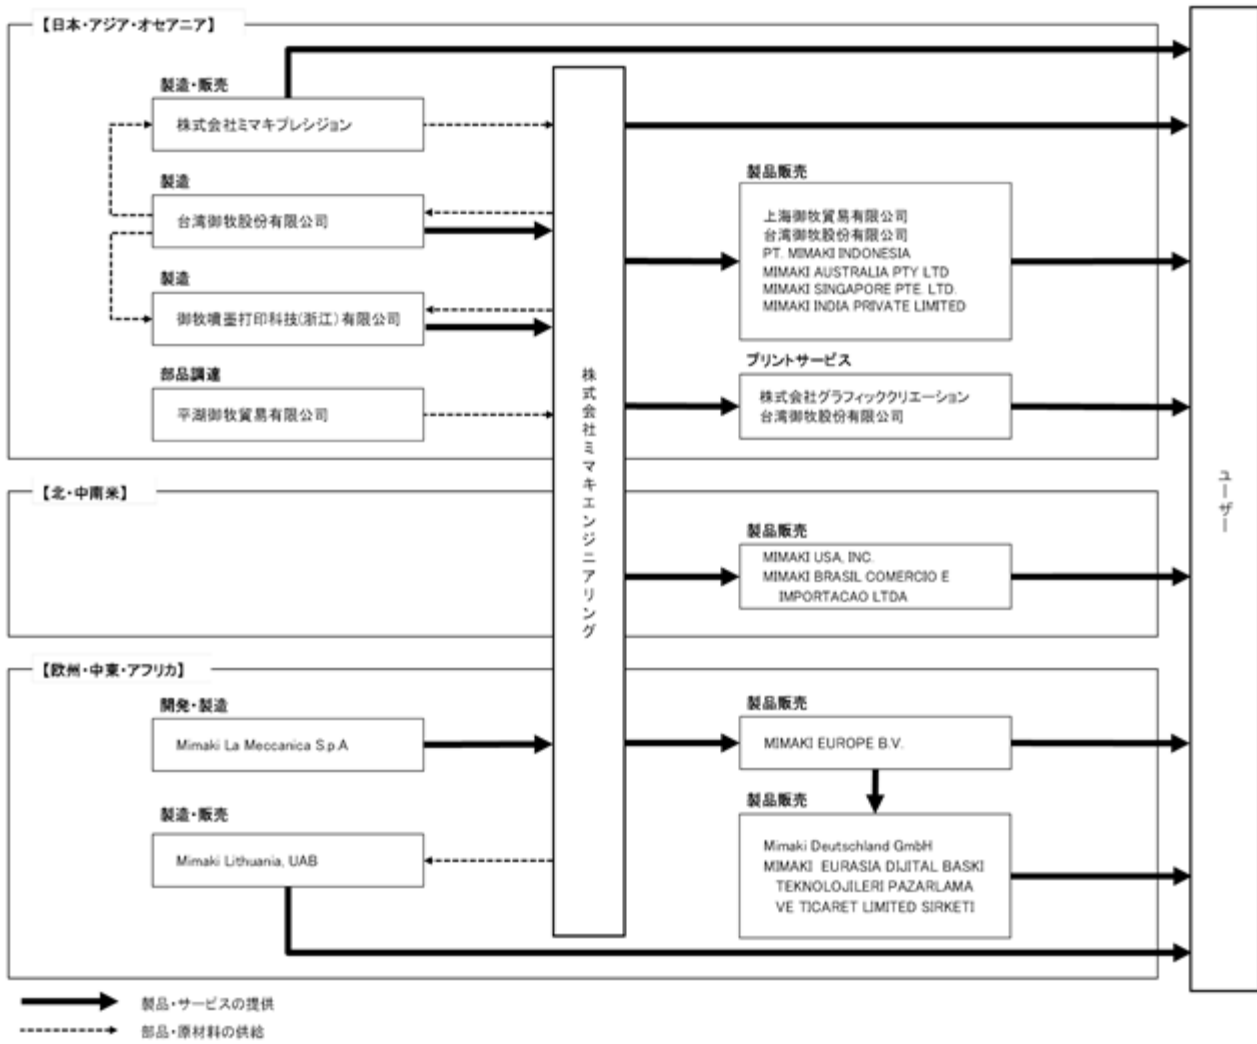 【日本・アジア・オセアニア】
製造・販売
株式会社ミマキプレシジョン
製造
台湾御牧股份有限公司
製造
御牧噴墨打印科技(浙江)有限公司
部品調達
平湖御牧貿易有限公司
株式会社ミマキエンジニアリング
製品販売
上海御牧貿易有限公司
台湾御牧股份有限公司
PT. MIMAKI INDONESIA
MIMAKI AUSTRALIA PTY LTD
MIMAKI SINGAPORE PTE. LTD.
MIMAKI INDIA PRIVATE LIMITED
プリントサービス
株式会社グラフィッククリエーション
台湾御牧股份有限公司
ユーザー
【北・中南米】
製品販売
MIMAKI USA, INC.
MIMAKI BRASIL COMERCIO E
IMPORTACAO LTDA
【欧州・中東・アフリカ】
開発・製造
Mimaki La Meccanica S.p.A
製造・販売
Mimaki Lithuania, UAB
製品販売
MIMAKI EUROPE B.V.
製品販売
Mimaki Deutschland GmbH
MIMAKI EURASIA DIJITAL BASKI
TEKNOLOJILERI PAZARLAMA
VE TICARET LIMITED SIRKETI
製品・サービスの提供
部品・原材料の供給